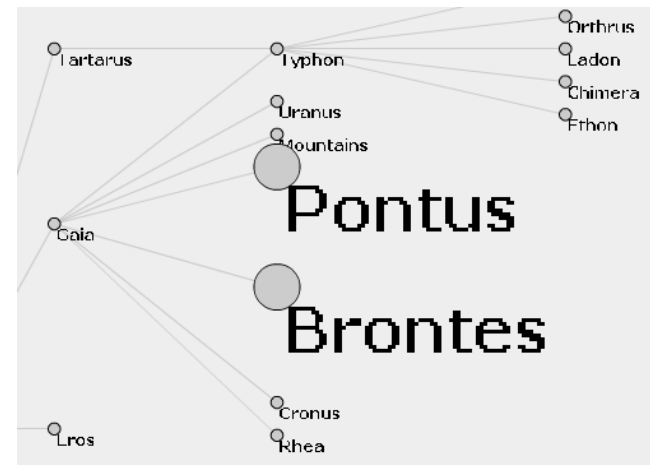 Orthrus
Tartarus
Typhon
Ladon
Chimera
Uranus
Ethon
Mountains
Pontus
Gaia
Brontes
Cronus
Eros
Rhea